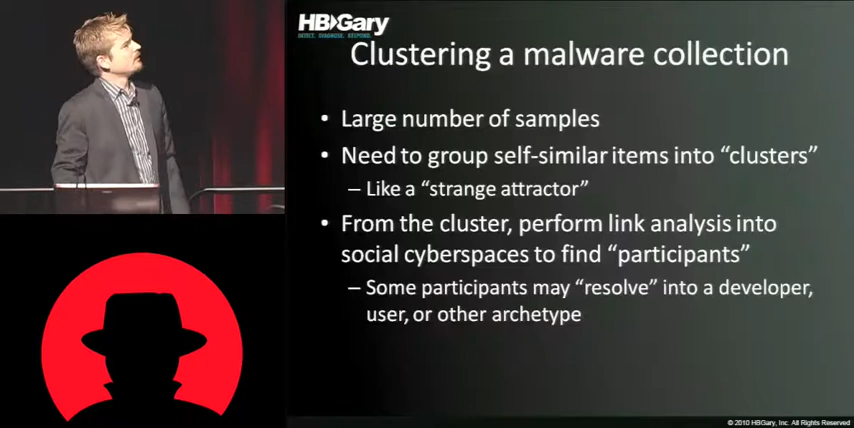 HBGary
DETECT. DIAGNOSE. RESPOND.
Clustering a malware collection
• Large number of samples
• Need to group self-similar items into “clusters”
– Like a “strange attractor”
• From the cluster, perform link analysis into
social cyberspaces to find “participants”
– Some participants may “resolve” into a developer,
user, or other archetype
© 2010 HBGary, Inc. All Rights Reserved